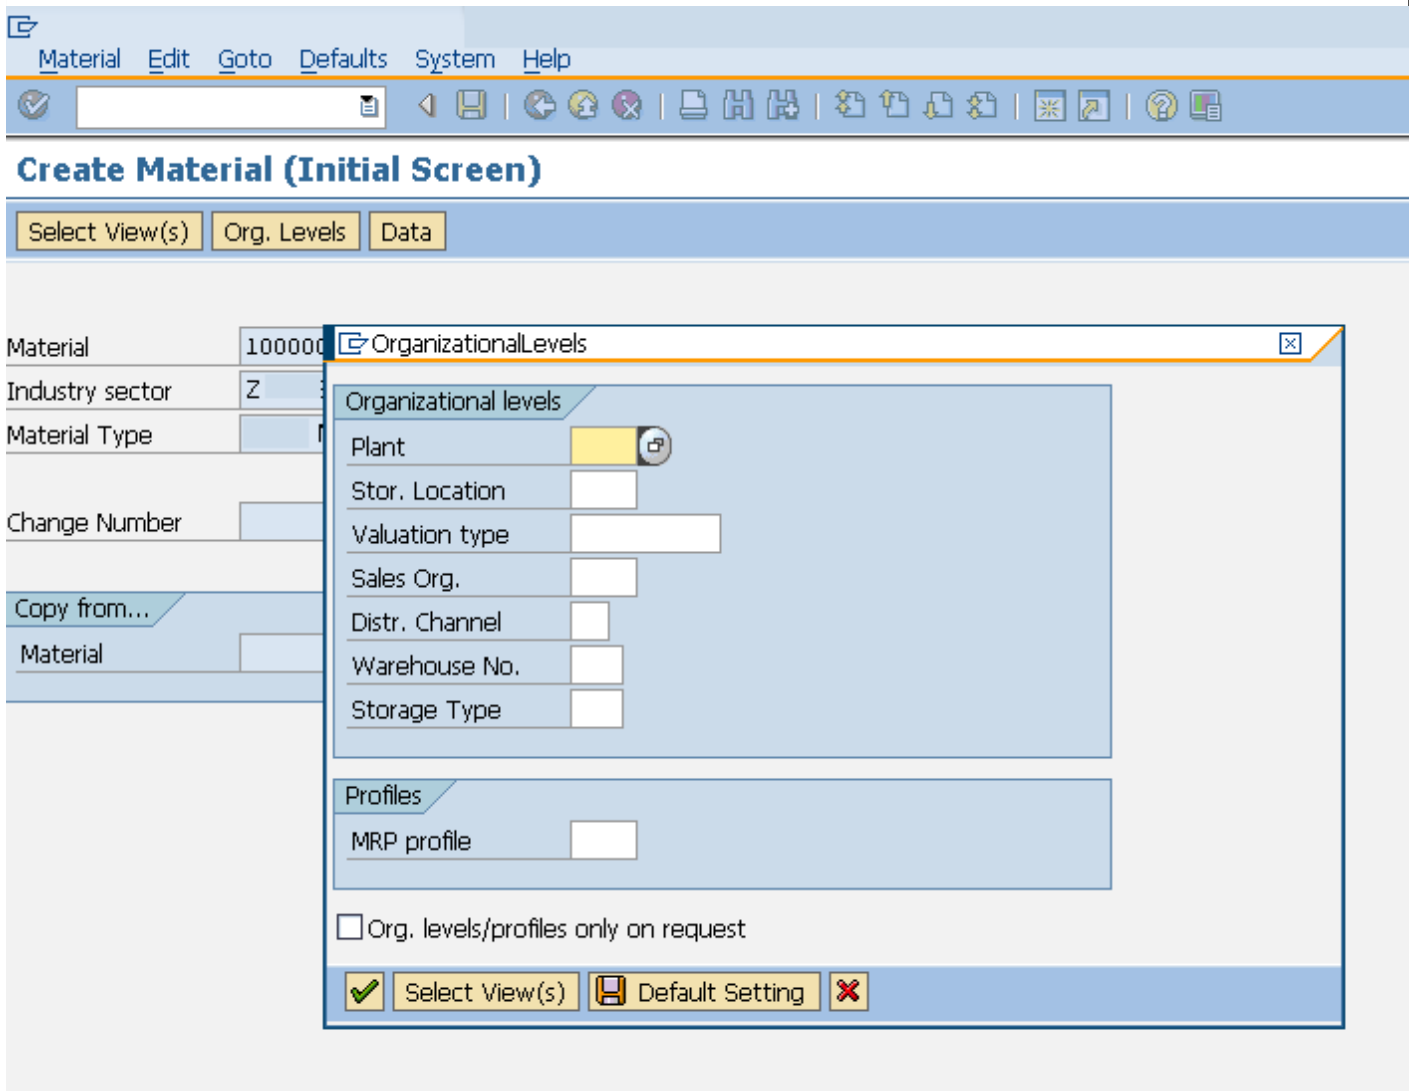 Material Edit Goto Defaults System Help
Create Material (Initial Screen)
Select View(s) Org. Levels Data
Material 100000
Industry sector Z
Material Type
Change Number
Copy from...
Material
OrganizationalLevels
Organizational levels
Plant
Stor. Location
Valuation type
Sales Org.
Distr. Channel
Warehouse No.
Storage Type
Profiles
MRP profile
Org. levels/profiles only on request
Select View(s) Default Setting